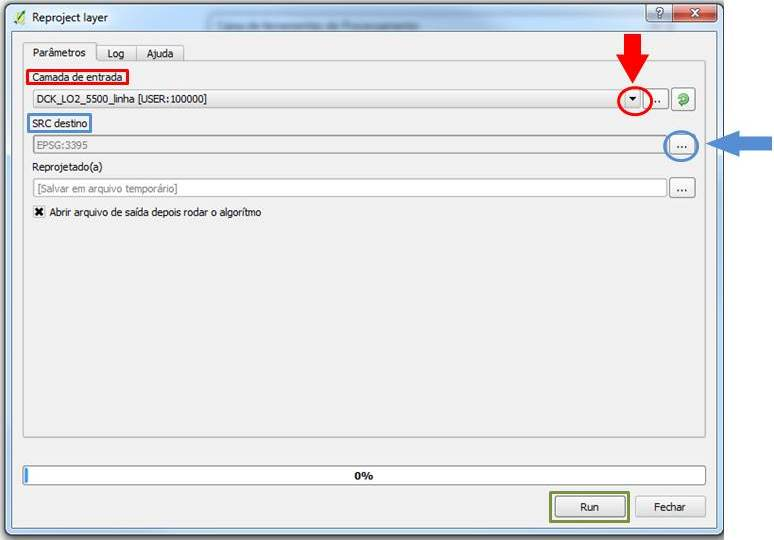 Reproject layer
?
Parâmetros
Log
Ajuda
Camada de entrada
DCK_LO2_5500_linha [USER:100000]
...
SRC destino
EPSG:3395
...
Reprojetado(a)
[Salvar em arquivo temporário]
...
Abrir arquivo de saída depois rodar o algorítmo
0%
Run
Fechar